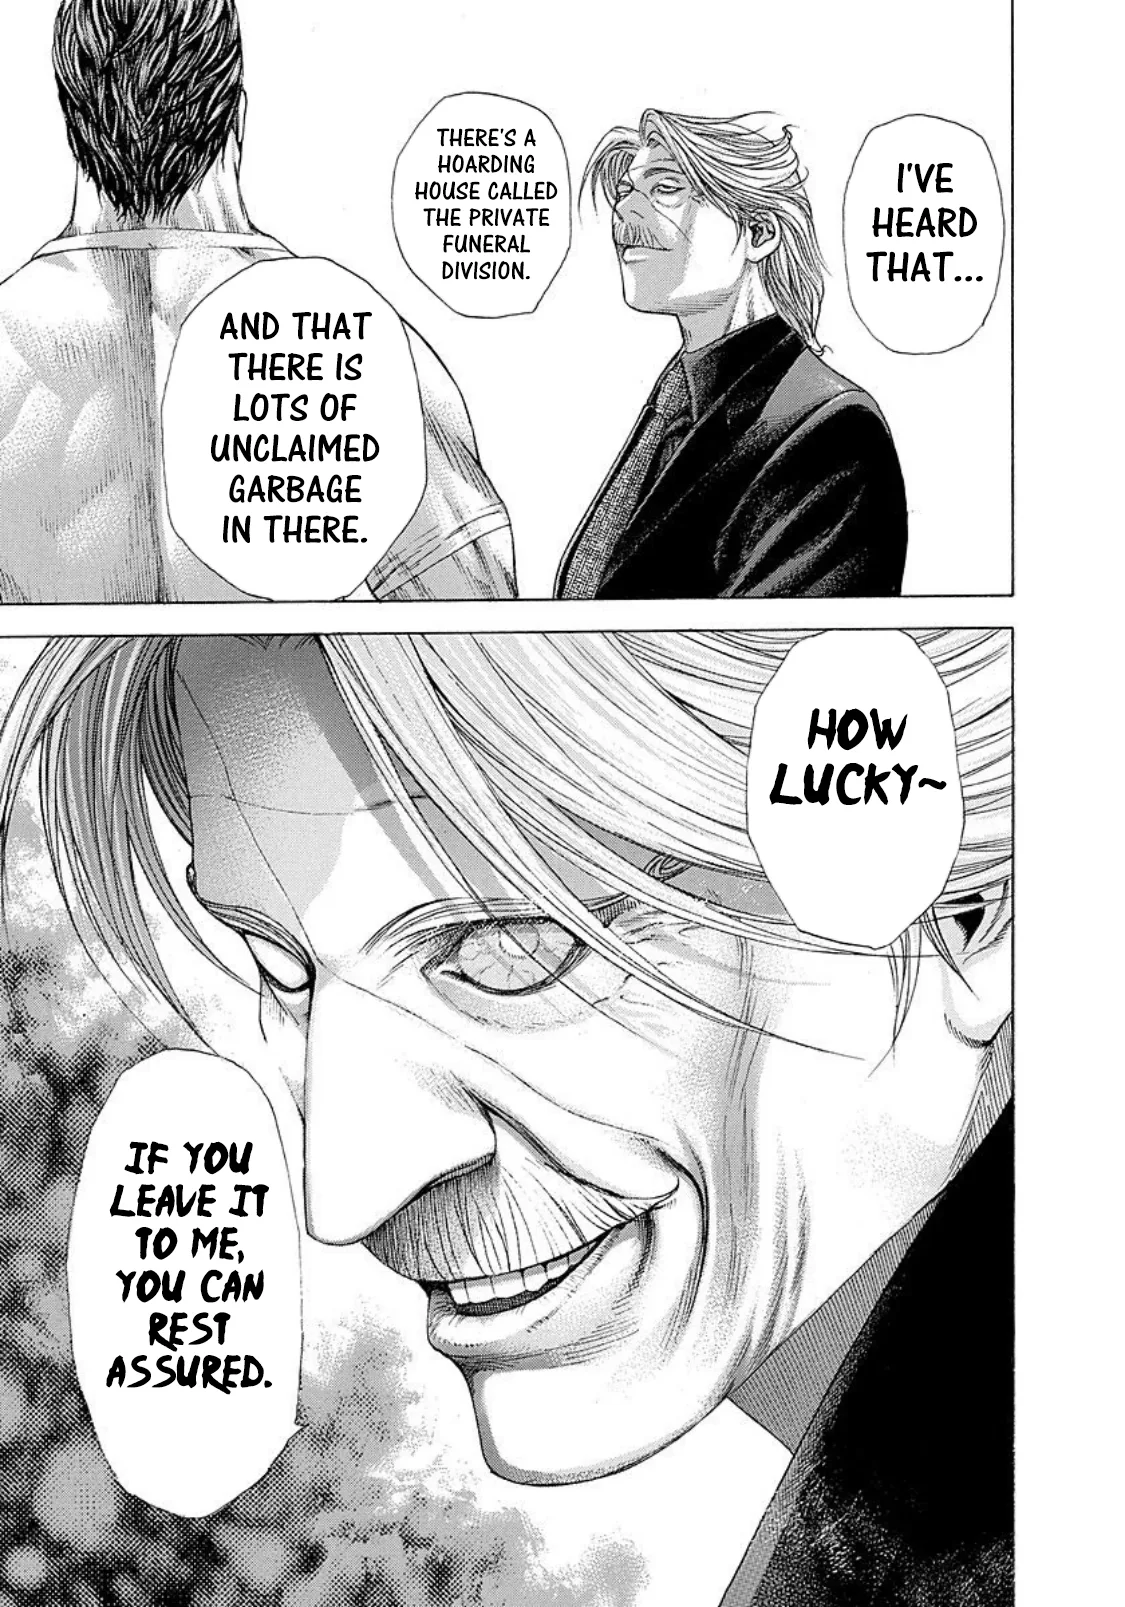 I'VE
HEARD
THAT...
THERE'S A
HOARDING
HOUSE CALLED
THE PRIVATE
FUNERAL
DIVISION.
AND THAT
THERE IS
LOTS OF
UNCLAIMED
GARBAGE
IN THERE.
HOW
LUCKY~
IF YOU
LEAVE IT
TO ME,
YOU CAN
REST
ASSURED.